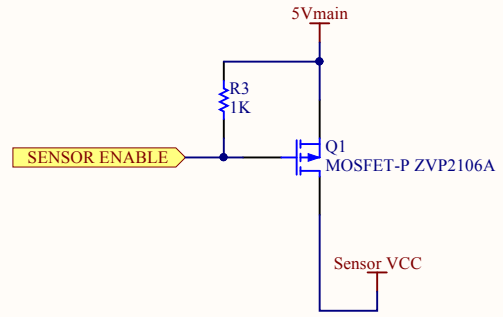 5Vmain
R3
1K
SENSOR ENABLE
Q1
MOSFET-P ZVP2106A
Sensor VCC